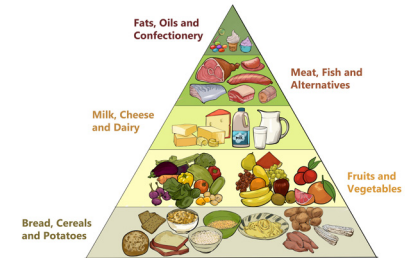 Fats, Oils and
Confectionery
Meat, Fish and
Alternatives
Milk, Cheese
and Dairy
Fruits and
Vegetables
Bread, Cereals
and Potatoes